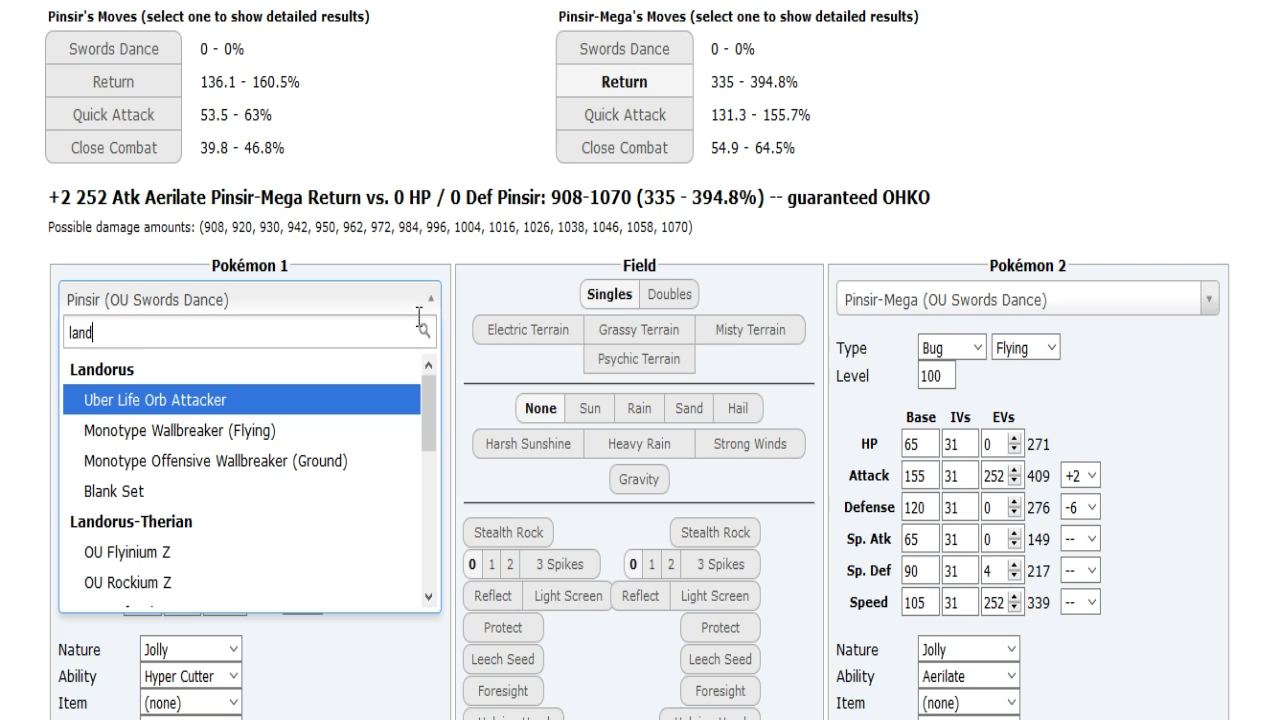 Pinsir's Moves (select one to show detailed results)
Swords Dance 0 - 0%
Return 136.1 - 160.5%
Quick Attack 53.5 - 63%
Close Combat 39.8 - 46.8%
Pinsir-Mega's Moves (select one to show detailed results)
Swords Dance 0 - 0%
Return 335 - 394.8%
Quick Attack 131.3 - 155.7%
Close Combat 54.9 - 64.5%
+2 252 Atk Aerilate Pinsir-Mega Return vs. 0 HP / 0 Def Pinsir: 908-1070 (335 - 394.8%) -- guaranteed OHKO
Possible damage amounts: (908, 920, 930, 942, 950, 962, 972, 984, 996, 1004, 1016, 1026, 1038, 1046, 1058, 1070)
Pokémon 1
Pinsir (OU Swords Dance)
land
Landorus
Uber Life Orb Attacker
Monotype Wallbreaker (Flying)
Monotype Offensive Wallbreaker (Ground)
Blank Set
Landorus-Therian
OU Flyinium Z
OU Rockium Z
Nature Jolly
Ability Hyper Cutter
Item (none)
Field
Singles Doubles
Electric Terrain Grassy Terrain Misty Terrain
Psychic Terrain
None Sun Rain Sand Hail
Harsh Sunshine Heavy Rain Strong Winds
Gravity
Stealth Rock Stealth Rock
0 1 2 3 Spikes 0 1 2 3 Spikes
Reflect Light Screen Reflect Light Screen
Protect Protect
Leech Seed Leech Seed
Foresight Foresight
Pokémon 2
Pinsir-Mega (OU Swords Dance)
Type Bug Flying
Level 100
Base IVs EVs
HP 65 31 0 271
Attack 155 31 252 409 +2
Defense 120 31 0 276 -6
Sp. Atk 65 31 0 149 --
Sp. Def 90 31 4 217 --
Speed 105 31 252 339 --
Nature Jolly
Ability Aerilate
Item (none)